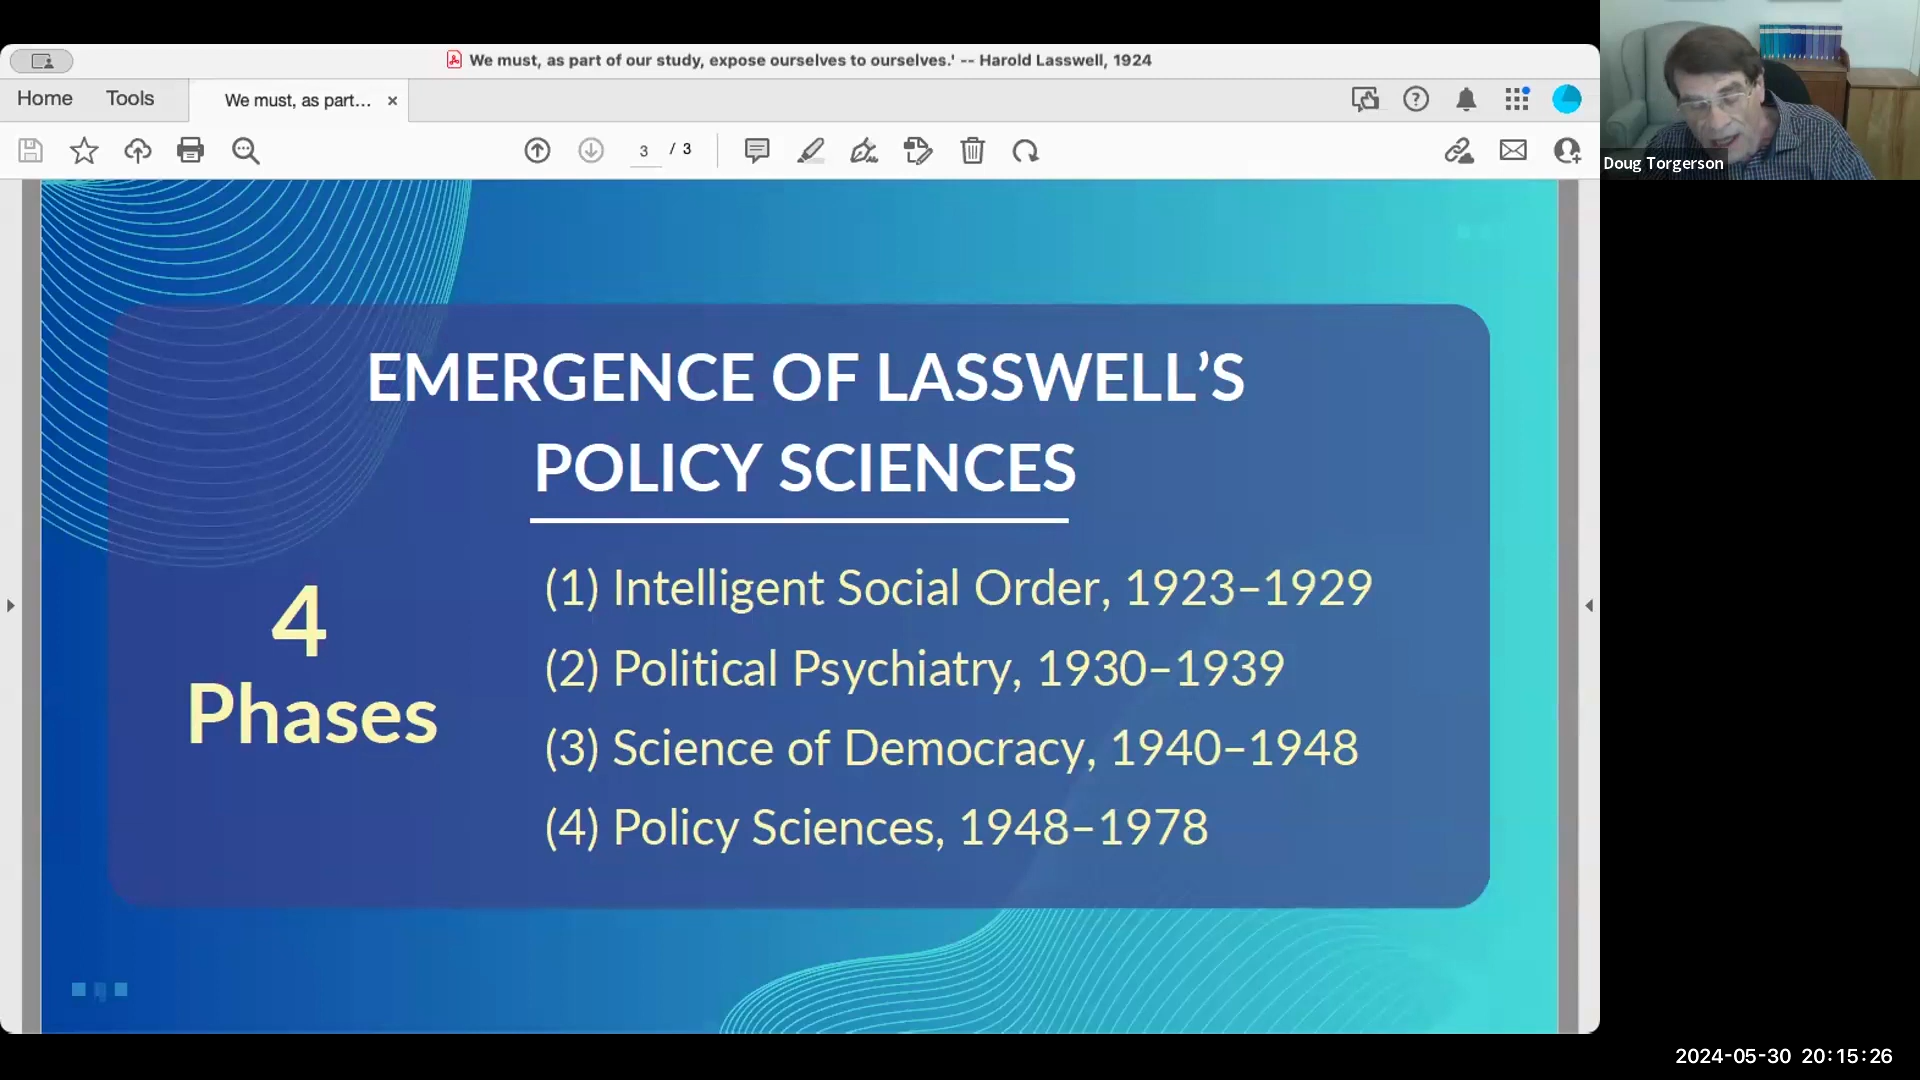 We must, as part of our study, expose ourselves to ourselves.' -- Harold Lasswell, 1924
Home Tools We must, as part... ×
3 / 3
Doug Torgerson
EMERGENCE OF LASSWELL’S
POLICY SCIENCES
4
Phases
(1) Intelligent Social Order, 1923–1929
(2) Political Psychiatry, 1930–1939
(3) Science of Democracy, 1940–1948
(4) Policy Sciences, 1948–1978
2024-05-30 20:15:26